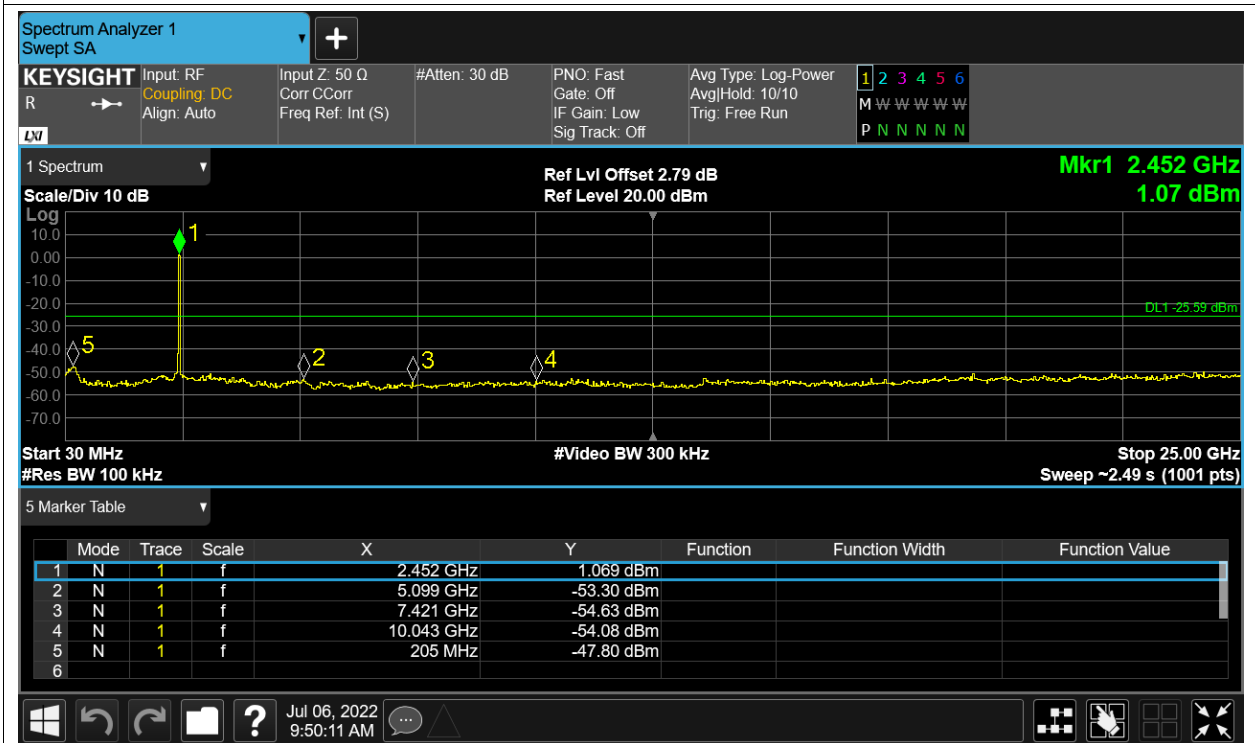 Spectrum Analyzer 1
Swept SA
+
KEYSIGHT
R
LXI
Input: RF
Coupling: DC
Align: Auto
Input Z: 50 Ω
Corr CCorr
Freq Ref: Int (S)
#Atten: 30 dB
PNO: Fast
Gate: Off
IF Gain: Low
Sig Track: Off
Avg Type: Log-Power
Avg|Hold: 10/10
Trig: Free Run
1 2 3 4 5 6
M W W W W W
P N N N N N
1 Spectrum
Scale/Div 10 dB
Ref Lvl Offset 2.79 dB
Ref Level 20.00 dBm
Mkr1 2.452 GHz
1.07 dBm
Log
10.0
0.00
-10.0
-20.0
-30.0
-40.0
-50.0
-60.0
-70.0
1
DL1 -25.59 dBm
5
2
3
4
Start 30 MHz
#Video BW 300 kHz
Stop 25.00 GHz
#Res BW 100 kHz
Sweep ~2.49 s (1001 pts)
5 Marker Table
Mode Trace Scale X Y Function Function Width Function Value
1 N 1 f 2.452 GHz 1.069 dBm
2 N 1 f 5.099 GHz -53.30 dBm
3 N 1 f 7.421 GHz -54.63 dBm
4 N 1 f 10.043 GHz -54.08 dBm
5 N 1 f 205 MHz -47.80 dBm
6
?
Jul 06, 2022
9:50:11 AM